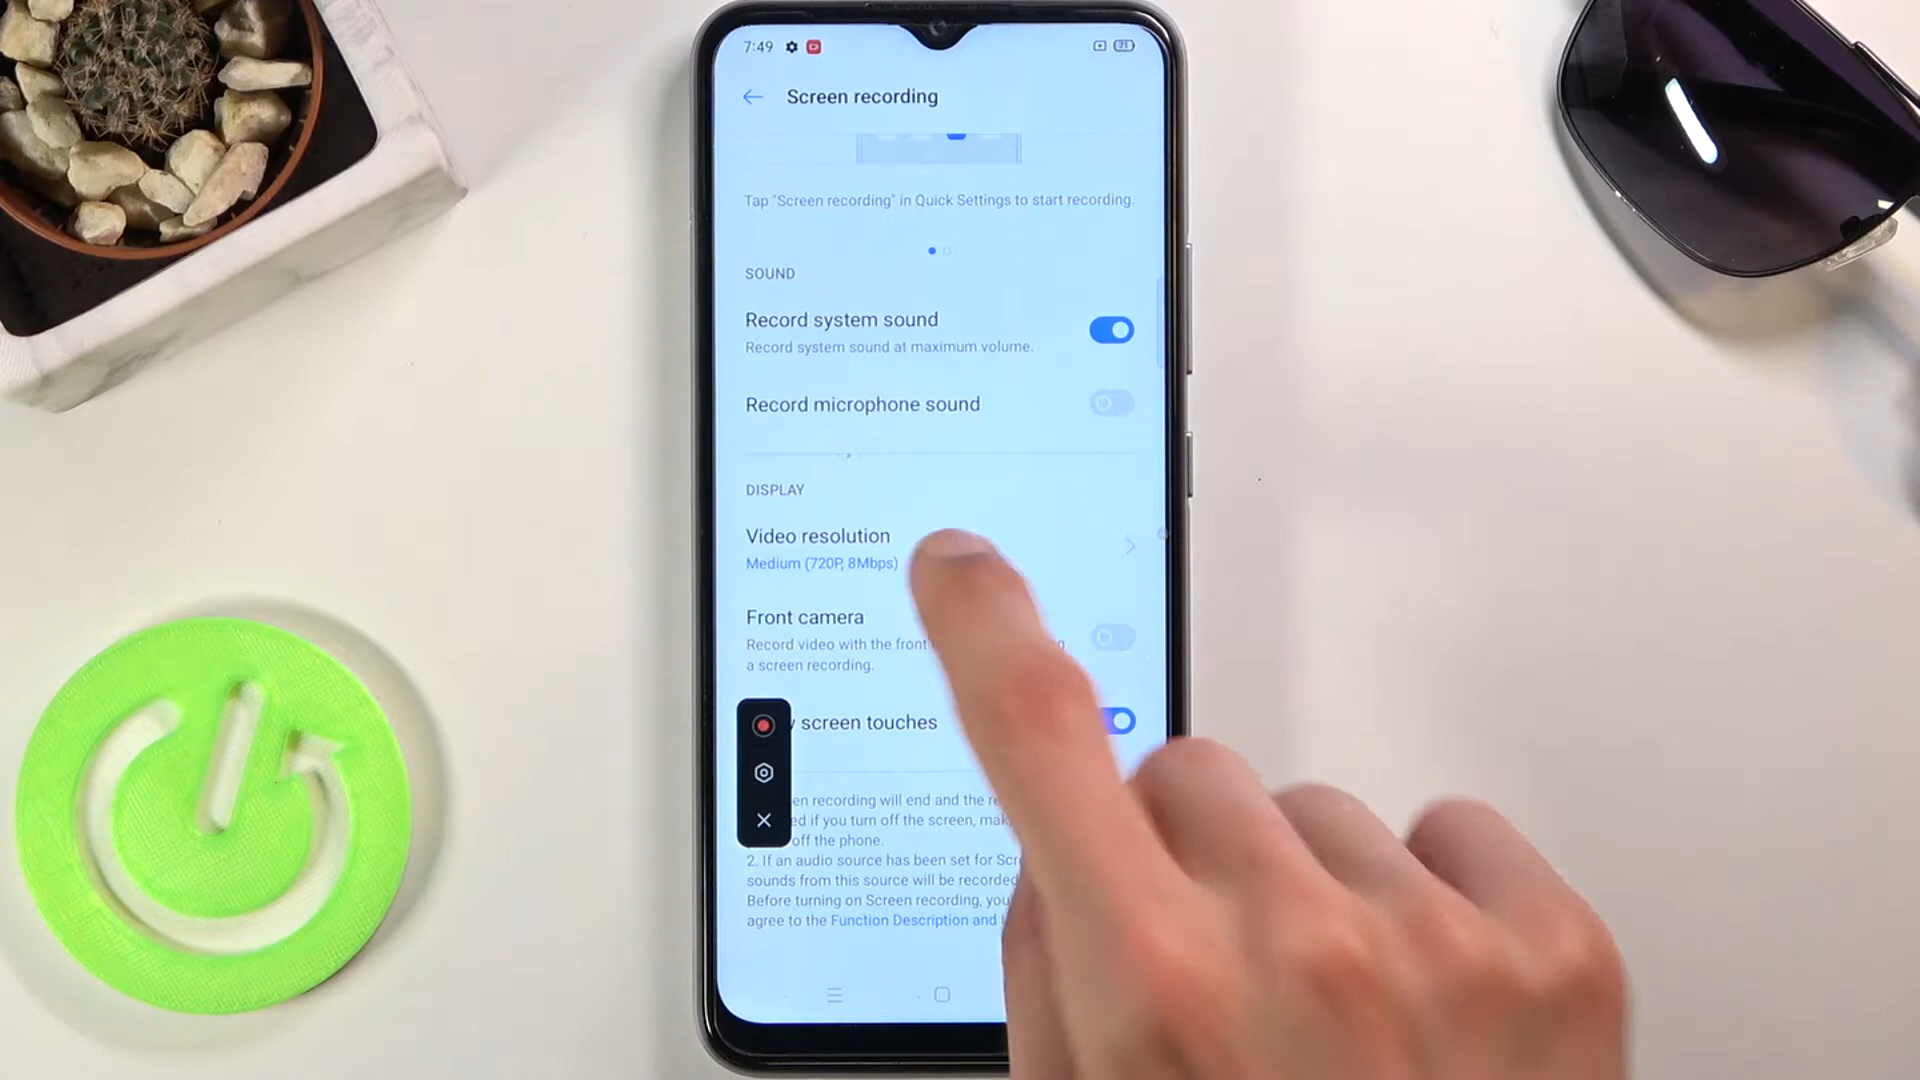 7:49
21
Screen recording
Tap "Screen recording" in Quick Settings to start recording.
SOUND
Record system sound
Record system sound at maximum volume.
Record microphone sound
DISPLAY
Video resolution
Medium (720P, 8Mbps)
Front camera
Record video with the front
a screen recording.
screen touches
recording will end and the
if you turn off the screen,
off the phone.
2. If an audio source has been set for
sounds from this source will be recorded
Before turning on Screen recording, you
agree to the Function Description and